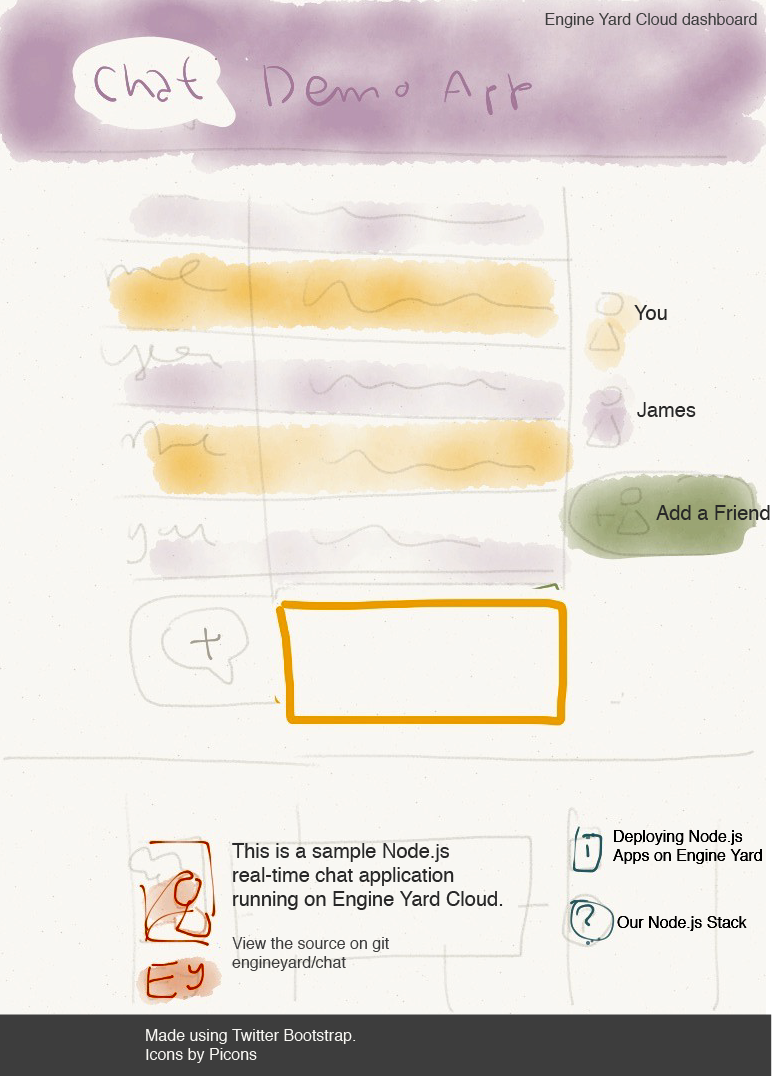 Engine Yard Cloud dashboard
Chat Demo App
me
You
you
James
me
Add a Friend
you
+
This is a sample Node.js
real-time chat application
running on Engine Yard Cloud.
View the source on git
engineyard/chat
EY
i
Deploying Node.js
Apps on Engine Yard
?
Our Node.js Stack
Made using Twitter Bootstrap.
Icons by Picons